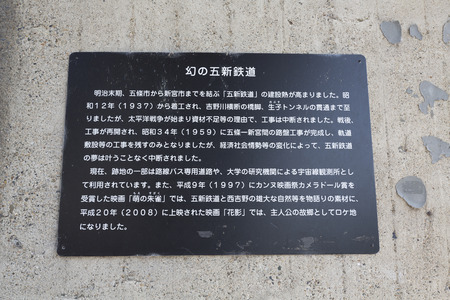 幻の五新鉄道
明治末期、五條市から新宮市までを結ぶ「五新鉄道」の建設熱が高まりました。昭
和12年（1937）から着工され、吉野川横断の橋脚、生子トンネルの貫通まで至
りましたが、太平洋戦争が始まり資材不足等の理由で、工事は中断されました。戦後、
工事が再開され、昭和34年（1959）に五條ー新宮間の路盤工事が完成し、軌道
敷設等の工事を残すのみとなりましたが、経済社会情勢等の変化によって、五新鉄道
の夢は叶うことなく中断されました。
現在、跡地の一部は路線バス専用道路や、大学の研究機関による宇宙線観測所とし
て利用されています。また、平成9年（1997）にカンヌ映画祭カメラドール賞を
受賞した映画「萌の朱雀」では、五新鉄道と西吉野の雄大な自然等を物語りの素材に、
平成20年（2008）に上映された映画「花影」では、主人公の故郷としてロケ地
になりました。